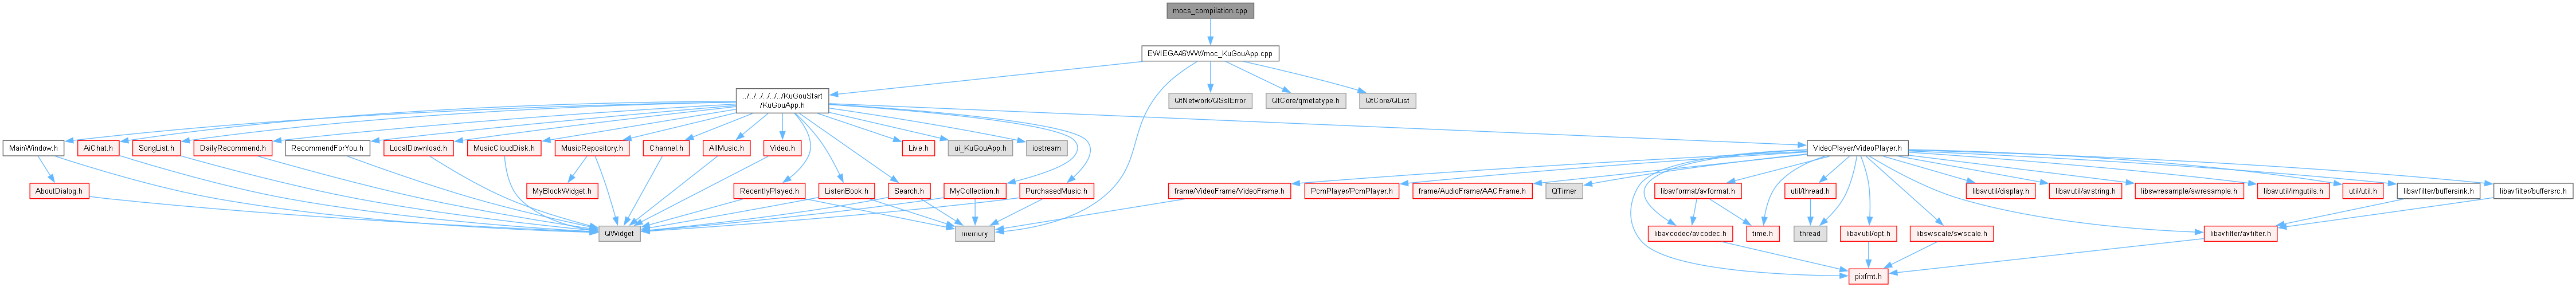 mocs_compilation.cpp
EWIEGA46WW/moc_KuGouApp.cpp
../../../../../../KuGouStart
/KuGouApp.h
QtNetwork/QSslError
QtCore/qmetatype.h
QtCore/QList
MainWindow.h
AiChat.h
SongList.h
DailyRecommend.h
RecommendForYou.h
LocalDownload.h
MusicCloudDisk.h
MusicRepository.h
Channel.h
AllMusic.h
Video.h
Live.h
ui_KuGouApp.h
iostream
VideoPlayer/VideoPlayer.h
AboutDialog.h
MyBlockWidget.h
RecentlyPlayed.h
ListenBook.h
Search.h
MyCollection.h
PurchasedMusic.h
frame/VideoFrame/VideoFrame.h
PcmPlayer/PcmPlayer.h
frame/AudioFrame/AACFrame.h
QTimer
libavformat/avformat.h
util/thread.h
libavutil/display.h
libavutil/avstring.h
libswresample/swresample.h
libavutil/imgutils.h
util/util.h
libavfilter/buffersink.h
libavfilter/buffersrc.h
QWidget
memory
libavcodec/avcodec.h
time.h
thread
libavutil/opt.h
libswscale/swscale.h
libavfilter/avfilter.h
pixfmt.h